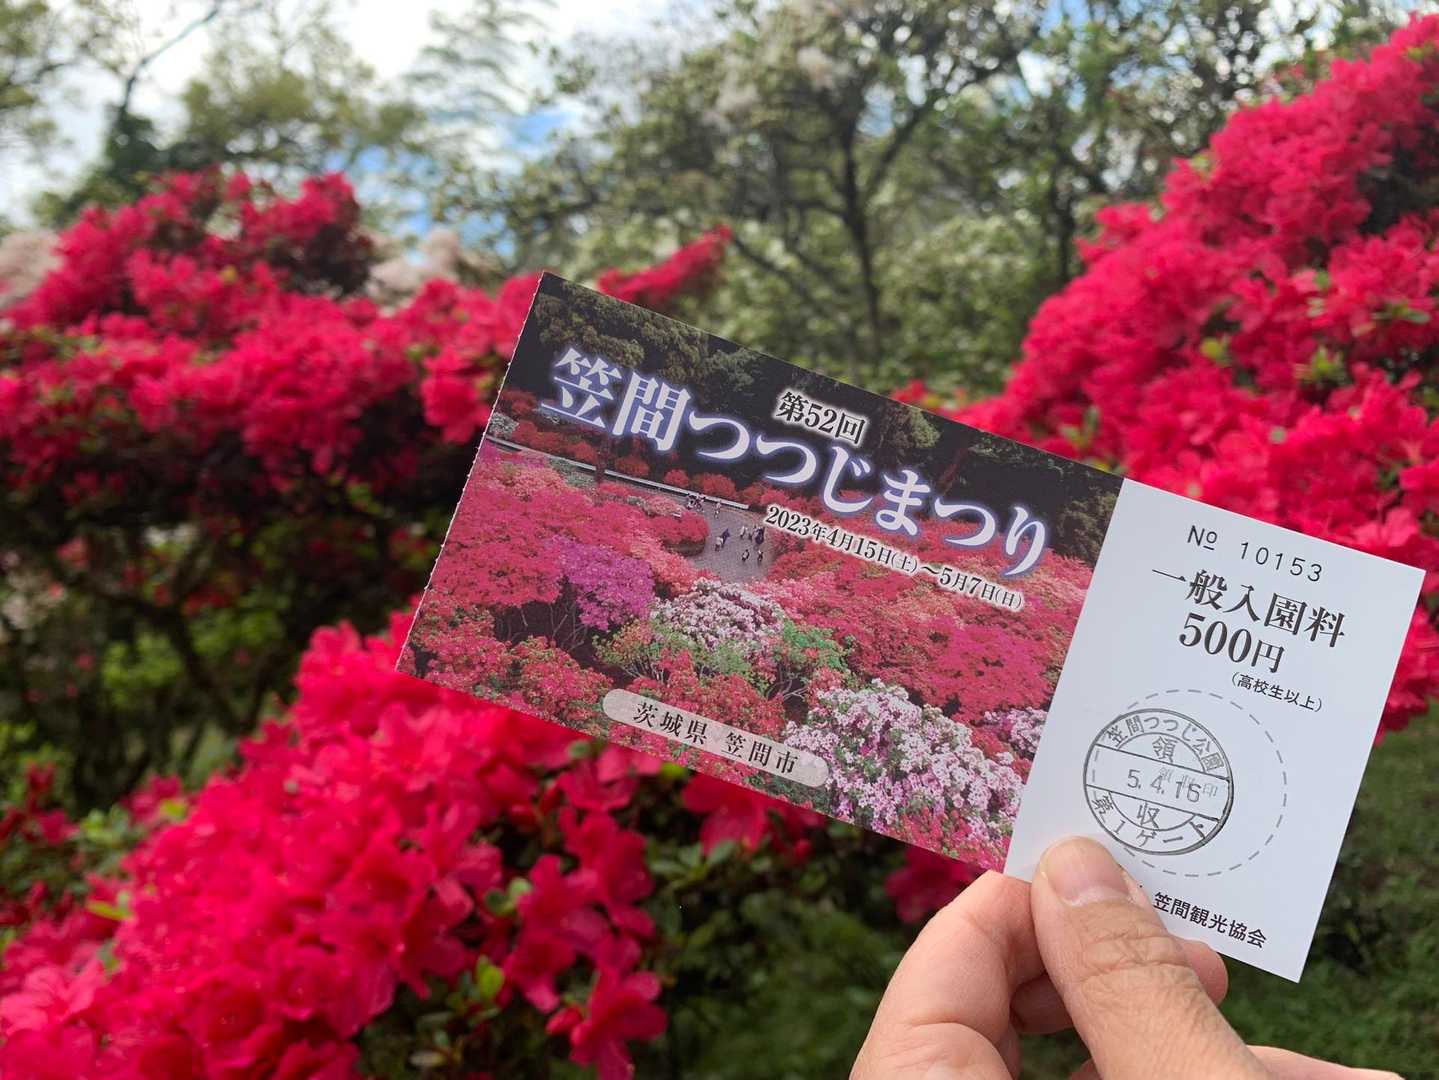 第52回
笠間つつじまつり
2023年4月15日(土)～5月7日(日)
茨城県 笠間市
№ 10153
一般入園料
500円
(高校生以上)
笠間つつじ公園
領
5.4.16
収
第1ゲート
笠間観光協会